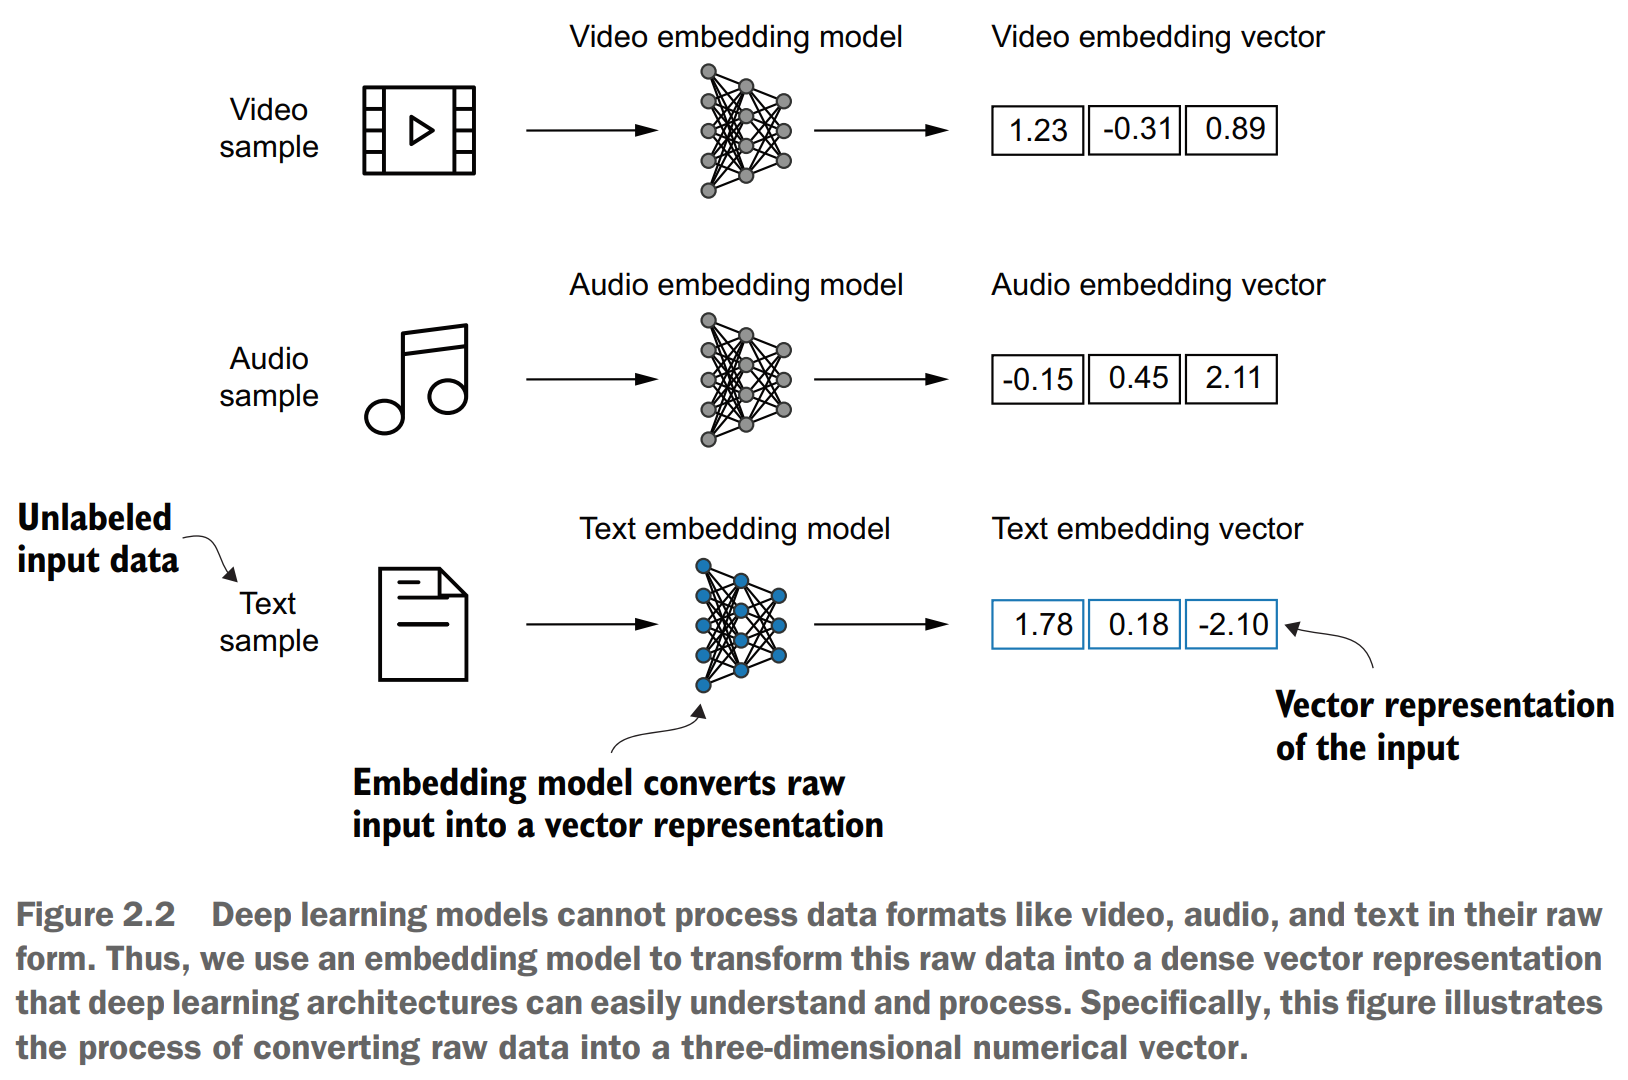 Video embedding model
Video embedding vector
Video
sample
1.23 -0.31 0.89
Audio embedding model
Audio embedding vector
Audio
sample
-0.15 0.45 2.11
Unlabeled
input data
Text embedding model
Text embedding vector
Text
sample
1.78 0.18 -2.10
Vector representation
of the input
Embedding model converts raw
input into a vector representation
Figure 2.2 Deep learning models cannot process data formats like video, audio, and text in their raw
form. Thus, we use an embedding model to transform this raw data into a dense vector representation
that deep learning architectures can easily understand and process. Specifically, this figure illustrates
the process of converting raw data into a three-dimensional numerical vector.